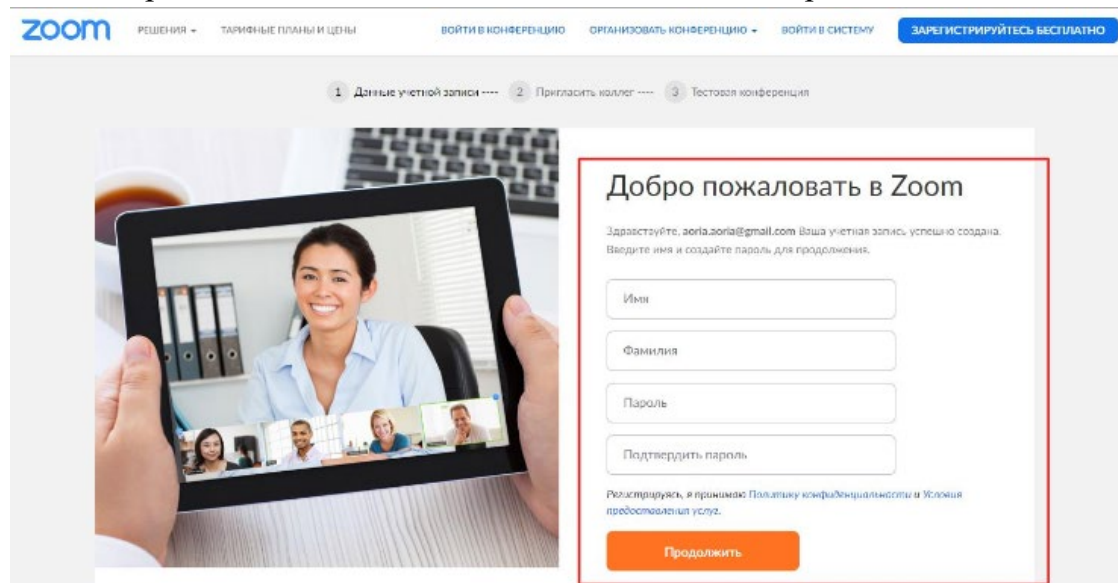 zoom
РЕШЕНИЯ
ТАРИФНЫЕ ПЛАНЫ И ЦЕНЫ
ВОЙТИ В КОНФЕРЕНЦИЮ
ОРГАНИЗОВАТЬ КОНФЕРЕНЦИЮ
ВОЙТИ В СИСТЕМУ
ЗАРЕГИСТРИРУЙТЕСЬ БЕСПЛАТНО
1 Данные учетной записи ---- 2 Пригласить коллег ---- 3 Тестовая конференция
Добро пожаловать в Zoom
Здравствуйте, aoria.aoria@gmail.com Ваша учетная запись успешно создана.
Введите имя и создайте пароль для продолжения.
Имя
Фамилия
Пароль
Подтвердить пароль
Регистрируясь, я принимаю Политику конфиденциальности и Условия
предоставления услуг.
Продолжить